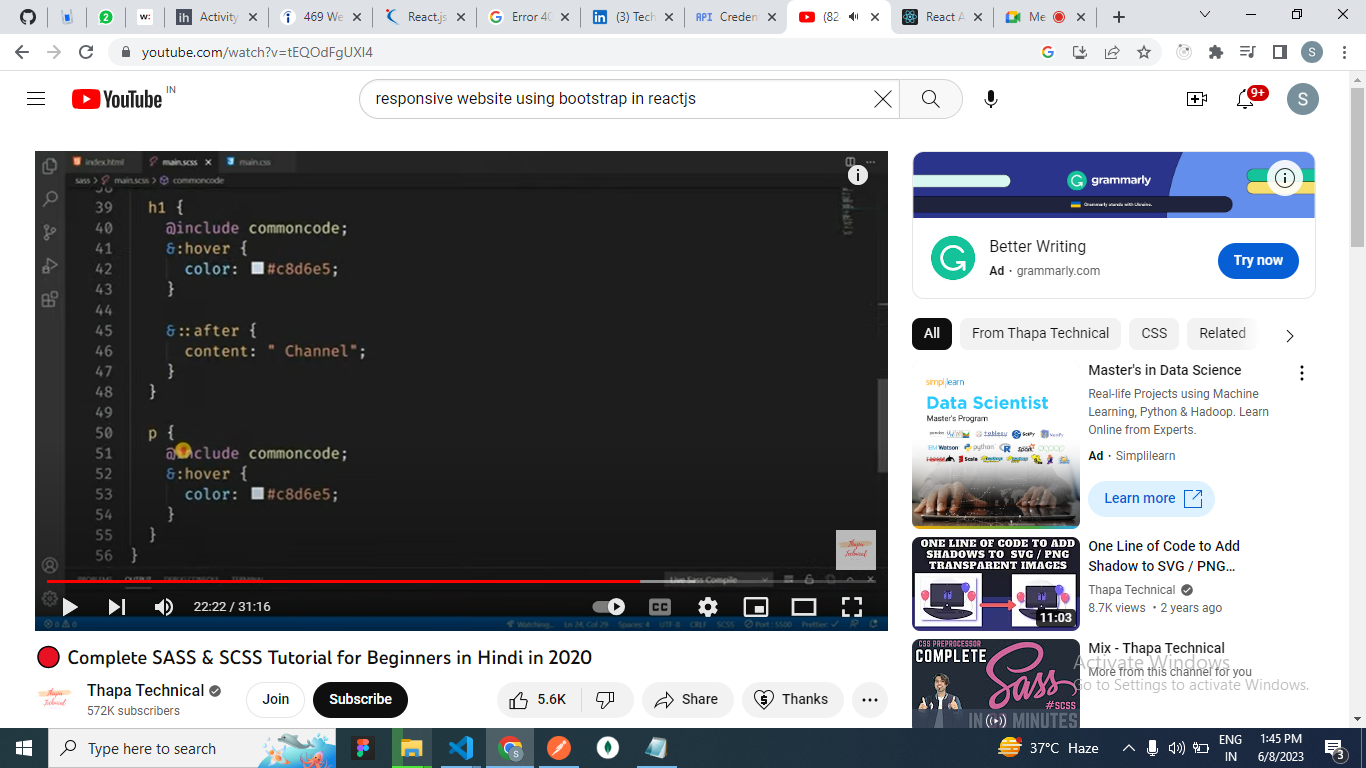 Activity
469 We
React.js
Error 40
(3) Tech
API
Creden
(82
React A
Me
youtube.com/watch?v=tEQOdFgUXI4
S
YouTube IN
responsive website using bootstrap in reactjs
9+
S
index.html
main.scss
main.css
sass > main.scss > commoncode
38
39 h1 {
40 @include commoncode;
41 &:hover {
42 color: #c8d6e5;
43 }
44
45 &::after {
46 content: " Channel";
47 }
48 }
49
50 p {
51 @include commoncode;
52 &:hover {
53 color: #c8d6e5;
54 }
55 }
56 }
Thapa Technical
PROBLEMS OUTPUT DEBUG CONSOLE TERMINAL
Live Sass Compile
22:22 / 31:16
CC
Watching... Ln 24, Col 29 Spaces: 4 UTF-8 CRLF SCSS Port : 5500 Prettier: ✓
Complete SASS & SCSS Tutorial for Beginners in Hindi in 2020
Thapa Technical
572K subscribers
Join
Subscribe
5.6K
Share
Thanks
grammarly
Grammarly stands with Ukraine.
Better Writing
Ad · grammarly.com
Try now
All
From Thapa Technical
CSS
Related
simplilearn
Data Scientist
Master's Program
Master's in Data Science
Real-life Projects using Machine
Learning, Python & Hadoop. Learn
Online from Experts.
Ad · Simplilearn
Learn more
ONE LINE OF CODE TO ADD
SHADOWS TO SVG / PNG
TRANSPARENT IMAGES
11:03
One Line of Code to Add
Shadow to SVG / PNG...
Thapa Technical
8.7K views • 2 years ago
CSS PREPROCESSOR
COMPLETE
Sass
#SCSS
IN MINUTES
Mix - Thapa Technical
More from this channel for you
Activate Windows
Go to Settings to activate Windows.
Type here to search
37°C Haze
ENG
IN
1:45 PM
6/8/2023
3